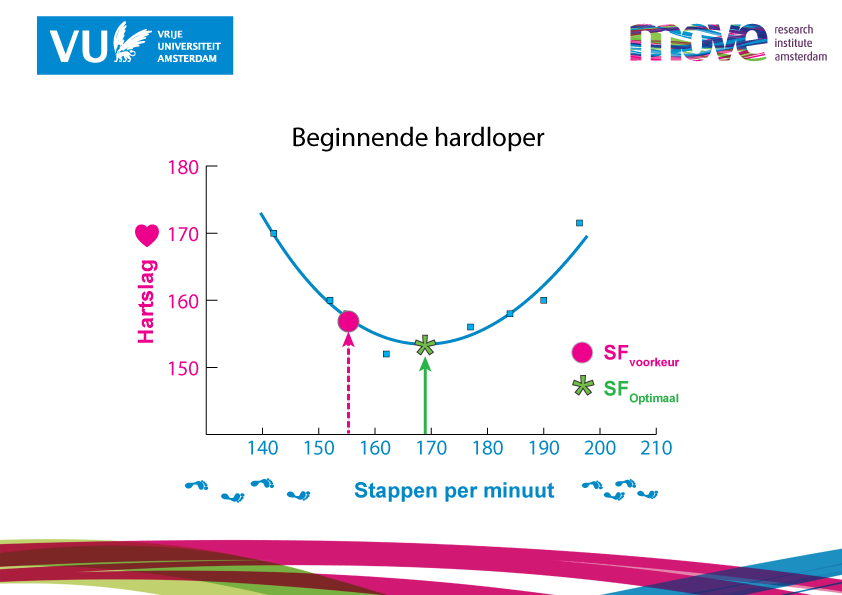 VU VRIJE
UNIVERSITEIT
AMSTERDAM
move research
institute
amsterdam
Beginnende hardloper
180
170
160
150
Hartslag
SFvoorkeur
SFOptimaal
140 150 160 170 180 190 200 210
Stappen per minuut